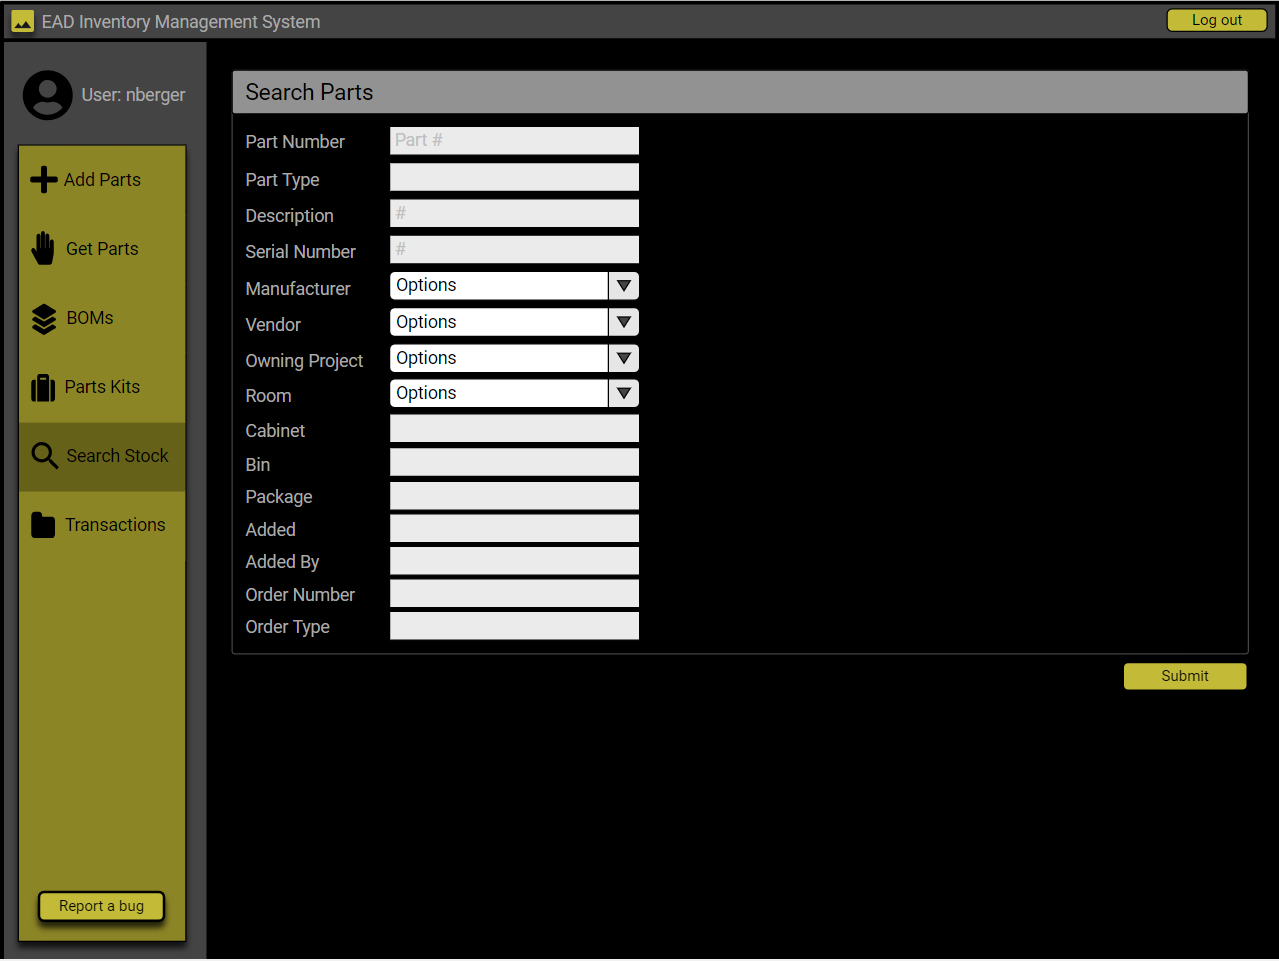 EAD Inventory Management System
Log out
User: nberger
Add Parts
Get Parts
BOMs
Parts Kits
Search Stock
Transactions
Report a bug
Search Parts
Part Number Part #
Part Type
Description #
Serial Number #
Manufacturer Options
Vendor Options
Owning Project Options
Room Options
Cabinet
Bin
Package
Added
Added By
Order Number
Order Type
Submit